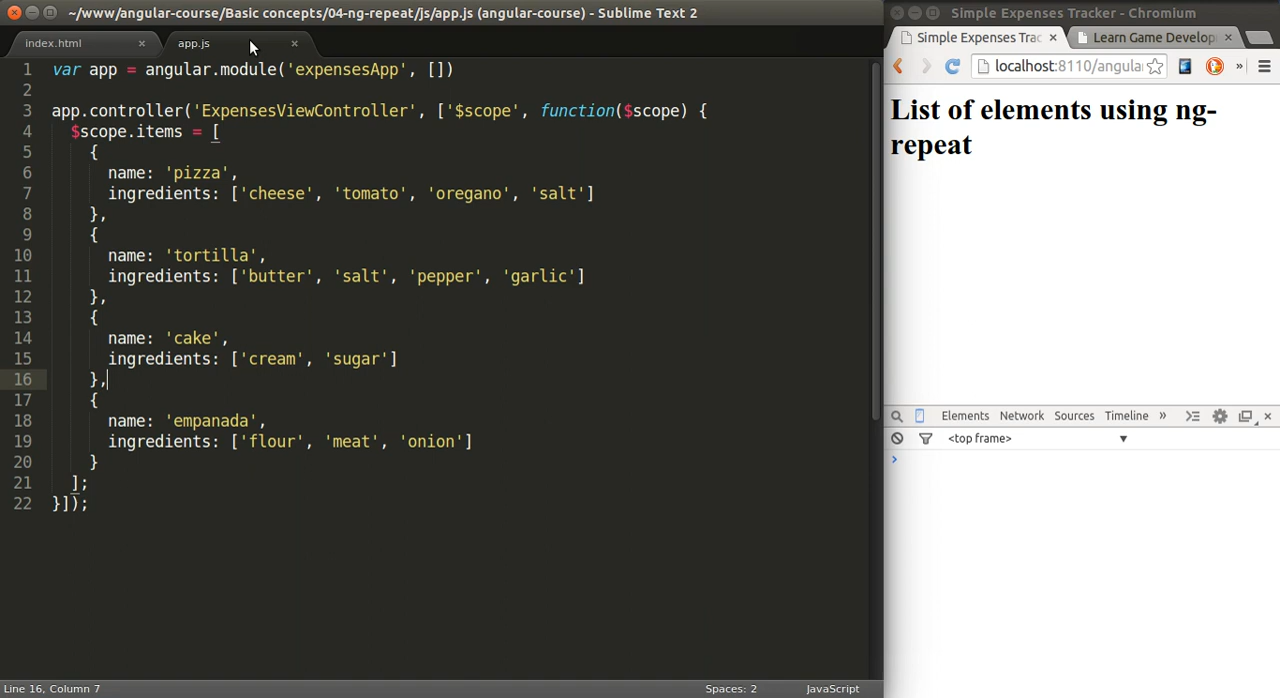 ~/www/angular-course/Basic concepts/04-ng-repeat/js/app.js (angular-course) - Sublime Text 2
index.html × app.js ×
1 var app = angular.module('expensesApp', [])
2
3 app.controller('ExpensesViewController', ['$scope', function($scope) {
4 $scope.items = [
5 {
6 name: 'pizza',
7 ingredients: ['cheese', 'tomato', 'oregano', 'salt']
8 },
9 {
10 name: 'tortilla',
11 ingredients: ['butter', 'salt', 'pepper', 'garlic']
12 },
13 {
14 name: 'cake',
15 ingredients: ['cream', 'sugar']
16 },
17 {
18 name: 'empanada',
19 ingredients: ['flour', 'meat', 'onion']
20 }
21 ];
22 }]);
Line 16, Column 7 Spaces: 2 JavaScript
Simple Expenses Tracker - Chromium
Simple Expenses Trac × Learn Game Develop ×
localhost:8110/angula »
List of elements using ng-
repeat
Elements Network Sources Timeline » ×
<top frame> ▼
>